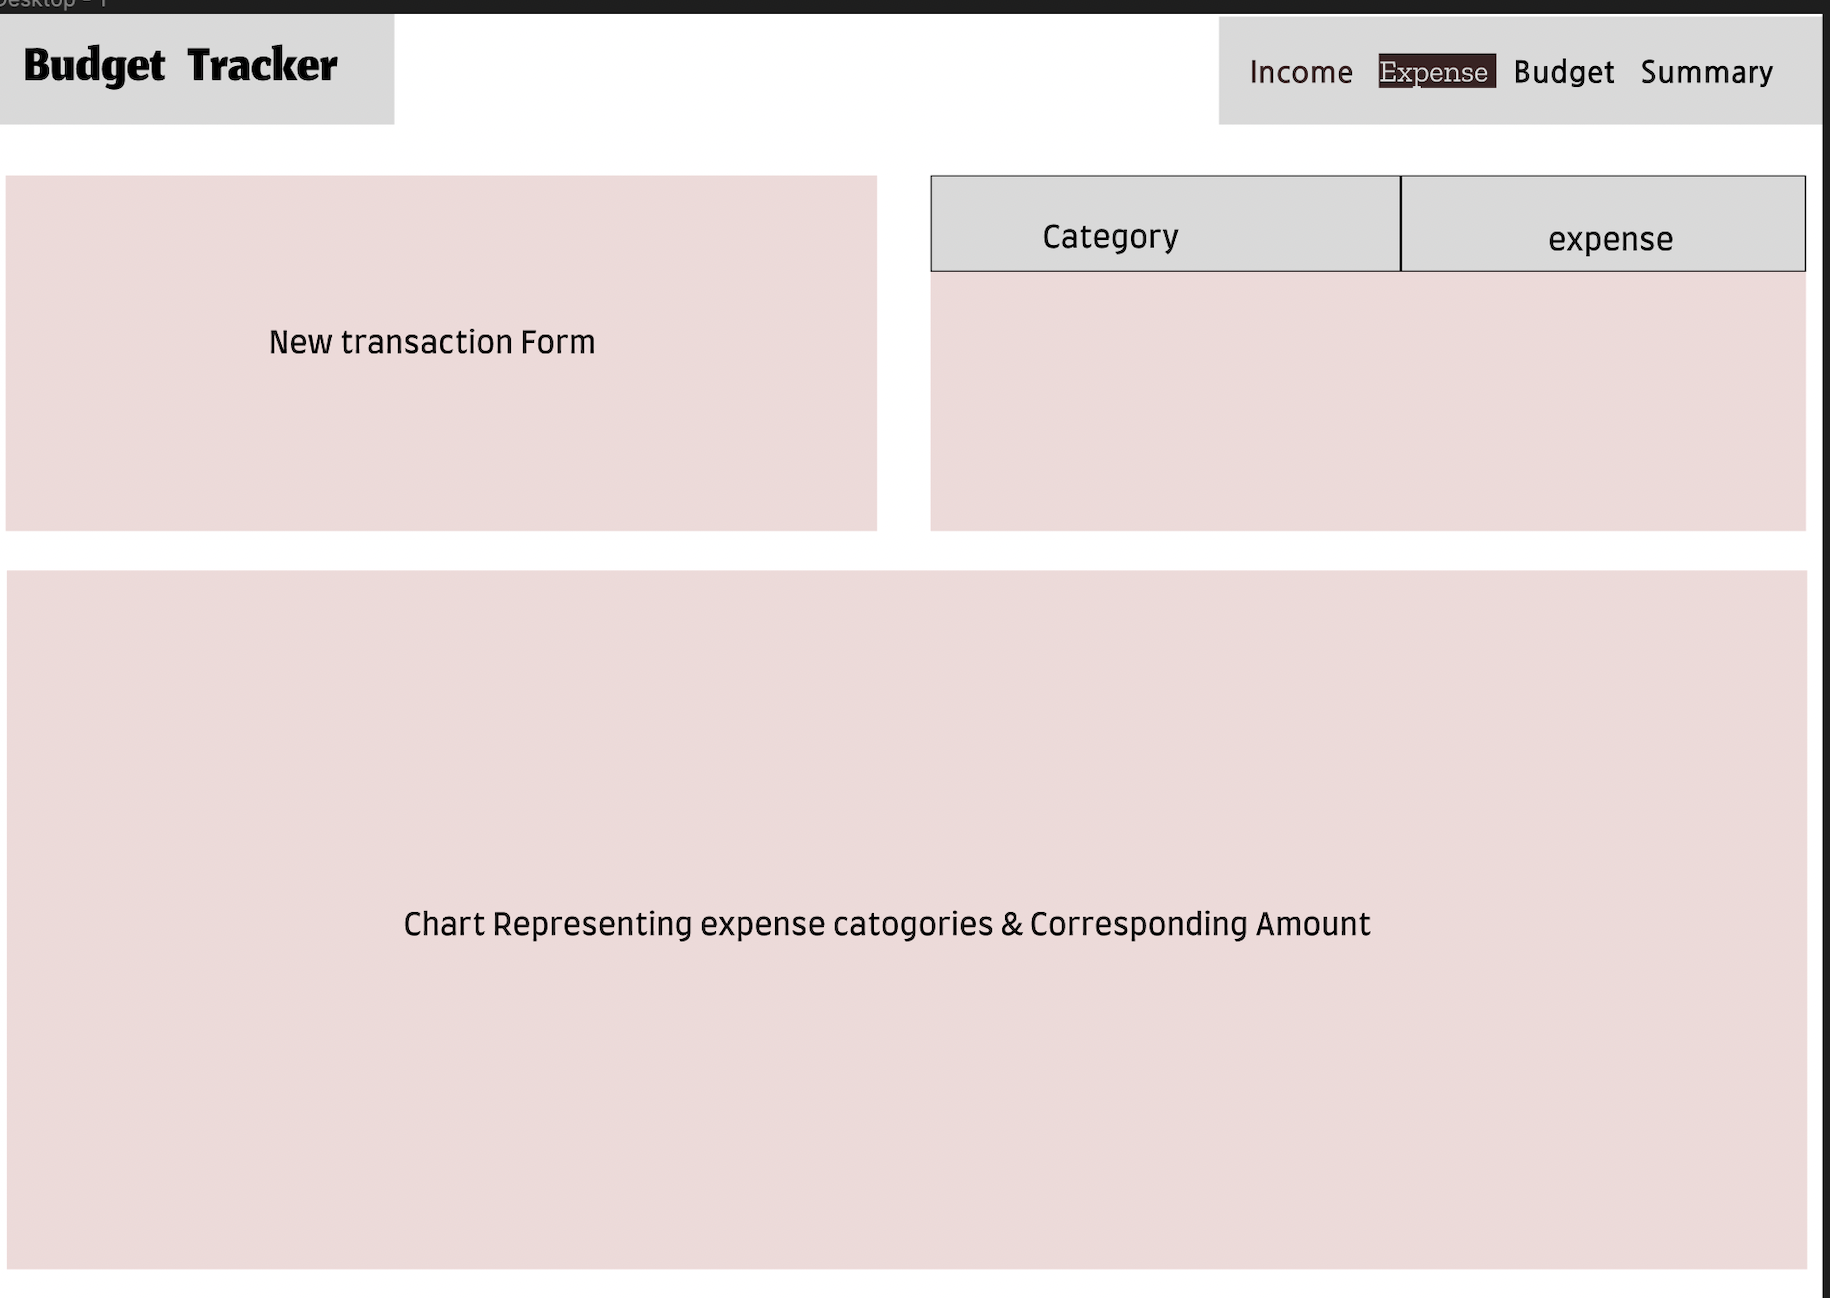 Desktop - 1
Budget Tracker
Income Expense Budget Summary
Category expense
New transaction Form
Chart Representing expense catogories & Corresponding Amount